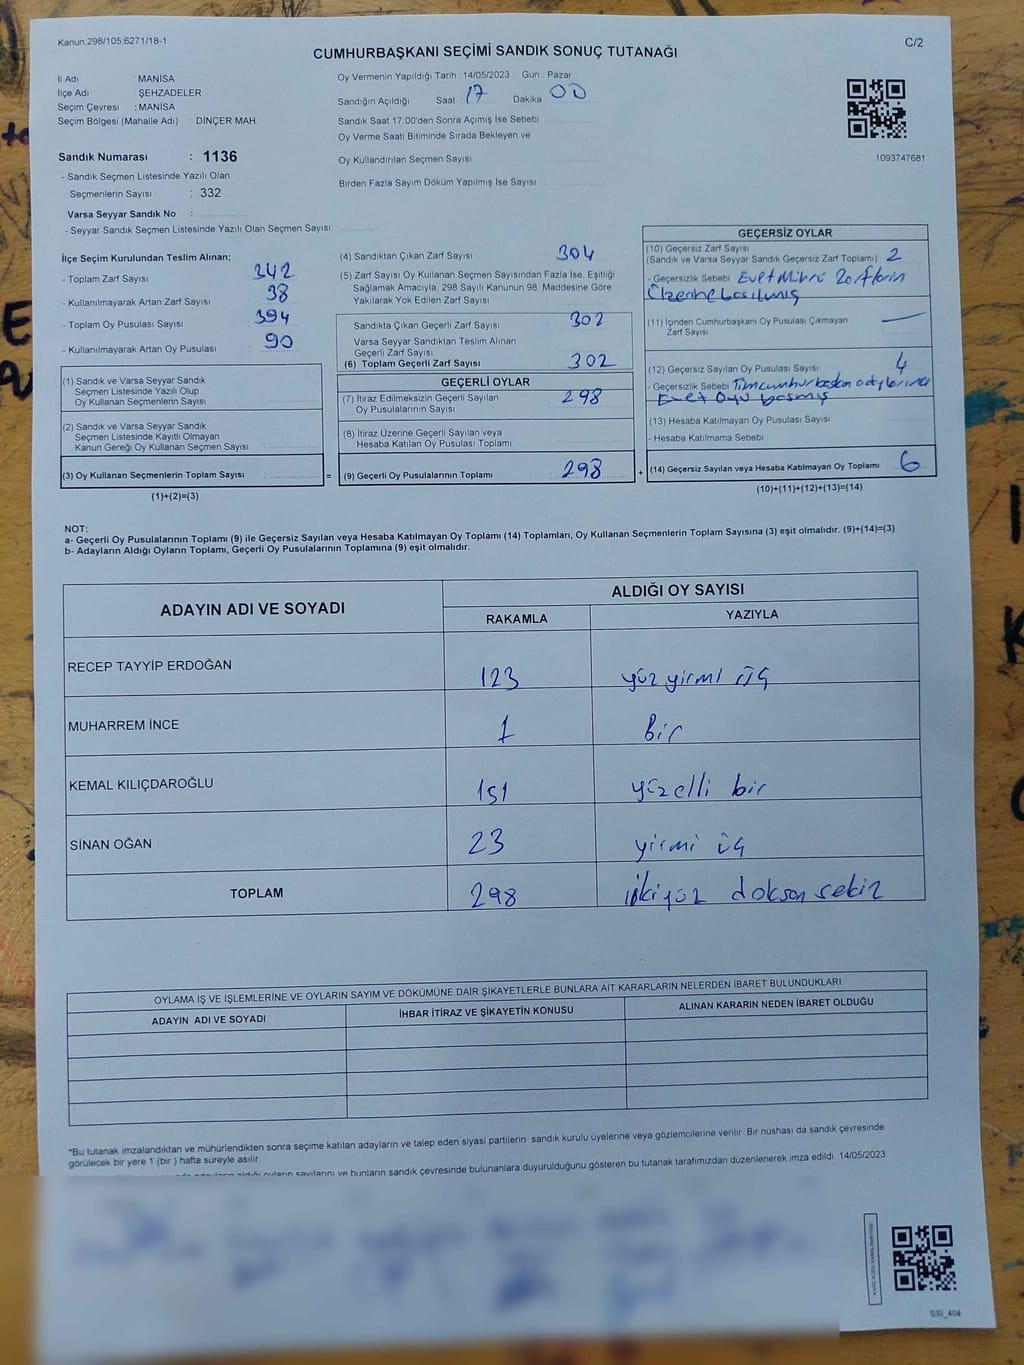 Kanun,298/105;6271/18-1
C/2
CUMHURBAŞKANI SEÇİMİ SANDIK SONUÇ TUTANAĞI
İl Adı MANİSA
İlçe Adı : ŞEHZADELER
Seçim Çevresi : MANİSA
Seçim Bölgesi (Mahalle Adı) DİNÇER MAH.
Sandık Numarası : 1136
- Sandık Seçmen Listesinde Yazılı Olan
Seçmenlerin Sayısı : 332
Varsa Seyyar Sandık No :
- Seyyar Sandık Seçmen Listesinde Yazılı Olan Seçmen Sayısı:
Oy Vermenin Yapıldığı Tarih : 14/05/2023 Gün : Pazar
Sandığın Açıldığı Saat 17 Dakika 00
Sandık Saat 17:00'den Sonra Açımış İse Sebebi
Oy Verme Saati Bitiminde Sırada Bekleyen ve
Oy Kullandırılan Seçmen Sayısı
Birden Fazla Sayım Döküm Yapılmış İse Sayısı
1093747681
İlçe Seçim Kurulundan Teslim Alınan;
- Toplam Zarf Sayısı 342
- Kullanılmayarak Artan Zarf Sayısı 38
- Toplam Oy Pusulası Sayısı 394
- Kullanılmayarak Artan Oy Pusulası 90
(1) Sandık ve Varsa Seyyar Sandık
Seçmen Listesinde Yazılı Olup
Oy Kullanan Seçmenlerin Sayısı
(2) Sandık ve Varsa Seyyar Sandık
Seçmen Listesinde Kayıtlı Olmayan
Kanun Gereği Oy Kullanan Seçmen Sayısı
(3) Oy Kullanan Seçmenlerin Toplam Sayısı =
(1)+(2)=(3)
(4) Sandıktan Çıkan Zarf Sayısı 304
(5) Zarf Sayısı Oy Kullanan Seçmen Sayısından Fazla İse, Eşitliği
Sağlamak Amacıyla, 298 Sayılı Kanunun 98. Maddesine Göre
Yakılarak Yok Edilen Zarf Sayısı
Sandıkta Çıkan Geçerli Zarf Sayısı 302
Varsa Seyyar Sandıktan Teslim Alınan
Geçerli Zarf Sayısı
(6) Toplam Geçerli Zarf Sayısı 302
GEÇERLİ OYLAR
(7) İtiraz Edilmeksizin Geçerli Sayılan
Oy Pusulalarının Sayısı 298
(8) İtiraz Üzerine Geçerli Sayılan veya
Hesaba Katılan Oy Pusulası Toplamı
(9) Geçerli Oy Pusulalarının Toplamı 298 +
GEÇERSİZ OYLAR
(10) Geçersiz Zarf Sayısı
(Sandık ve Varsa Seyyar Sandık Geçersiz Zarf Toplamı) 2
- Geçersizlik Sebebi Evet Mührü Zarfların
Üzerine basılmış
(11) İçinden Cumhurbaşkanı Oy Pusulası Çıkmayan
Zarf Sayısı —
(12) Geçersiz Sayılan Oy Pusulası Sayısı 4
- Geçersizlik Sebebi Tüm cumhurbaşkan adaylarına
Evet Oyu basmış
(13) Hesaba Katılmayan Oy Pusulası Sayısı
- Hesaba Katılmama Sebebi
(14) Geçersiz Sayılan veya Hesaba Katılmayan Oy Toplamı 6
(10)+(11)+(12)+(13)=(14)
NOT:
a- Geçerli Oy Pusulalarının Toplamı (9) ile Geçersiz Sayılan veya Hesaba Katılmayan Oy Toplamı (14) Toplamları, Oy Kullanan Seçmenlerin Toplam Sayısına (3) eşit olmalıdır. (9)+(14)=(3)
b- Adayların Aldığı Oyların Toplamı, Geçerli Oy Pusulalarının Toplamına (9) eşit olmalıdır.
ADAYIN ADI VE SOYADI ALDIĞI OY SAYISI
RAKAMLA YAZIYLA
RECEP TAYYİP ERDOĞAN 123 yüz yirmi üç
MUHARREM İNCE 1 Bir
KEMAL KILIÇDAROĞLU 151 yüzelli bir
SİNAN OĞAN 23 yirmi üç
TOPLAM 298 ikiyüz doksan sekiz
OYLAMA İŞ VE İŞLEMLERİNE VE OYLARIN SAYIM VE DÖKÜMÜNE DAİR ŞİKAYETLERLE BUNLARA AİT KARARLARIN NELERDEN İBARET BULUNDUKLARI
ADAYIN ADI VE SOYADI İHBAR İTİRAZ VE ŞİKAYETİN KONUSU ALINAN KARARIN NEDEN İBARET OLDUĞU
*Bu tutanak imzalandıktan ve mühürlendikten sonra seçime katılan adayların ve talep eden siyasi partilerin sandık kurulu üyelerine veya gözlemcilerine verilir. Bir nüshası da sandık çevresinde
görülecek bir yere 1 (bir ) hafta süreyle asılır.
oyların sayılarını ve bunların sandık çevresinde bulunanlara duyurulduğunu gösteren bu tutanak tarafımızdan düzenlenerek imza edildi. 14/05/2023